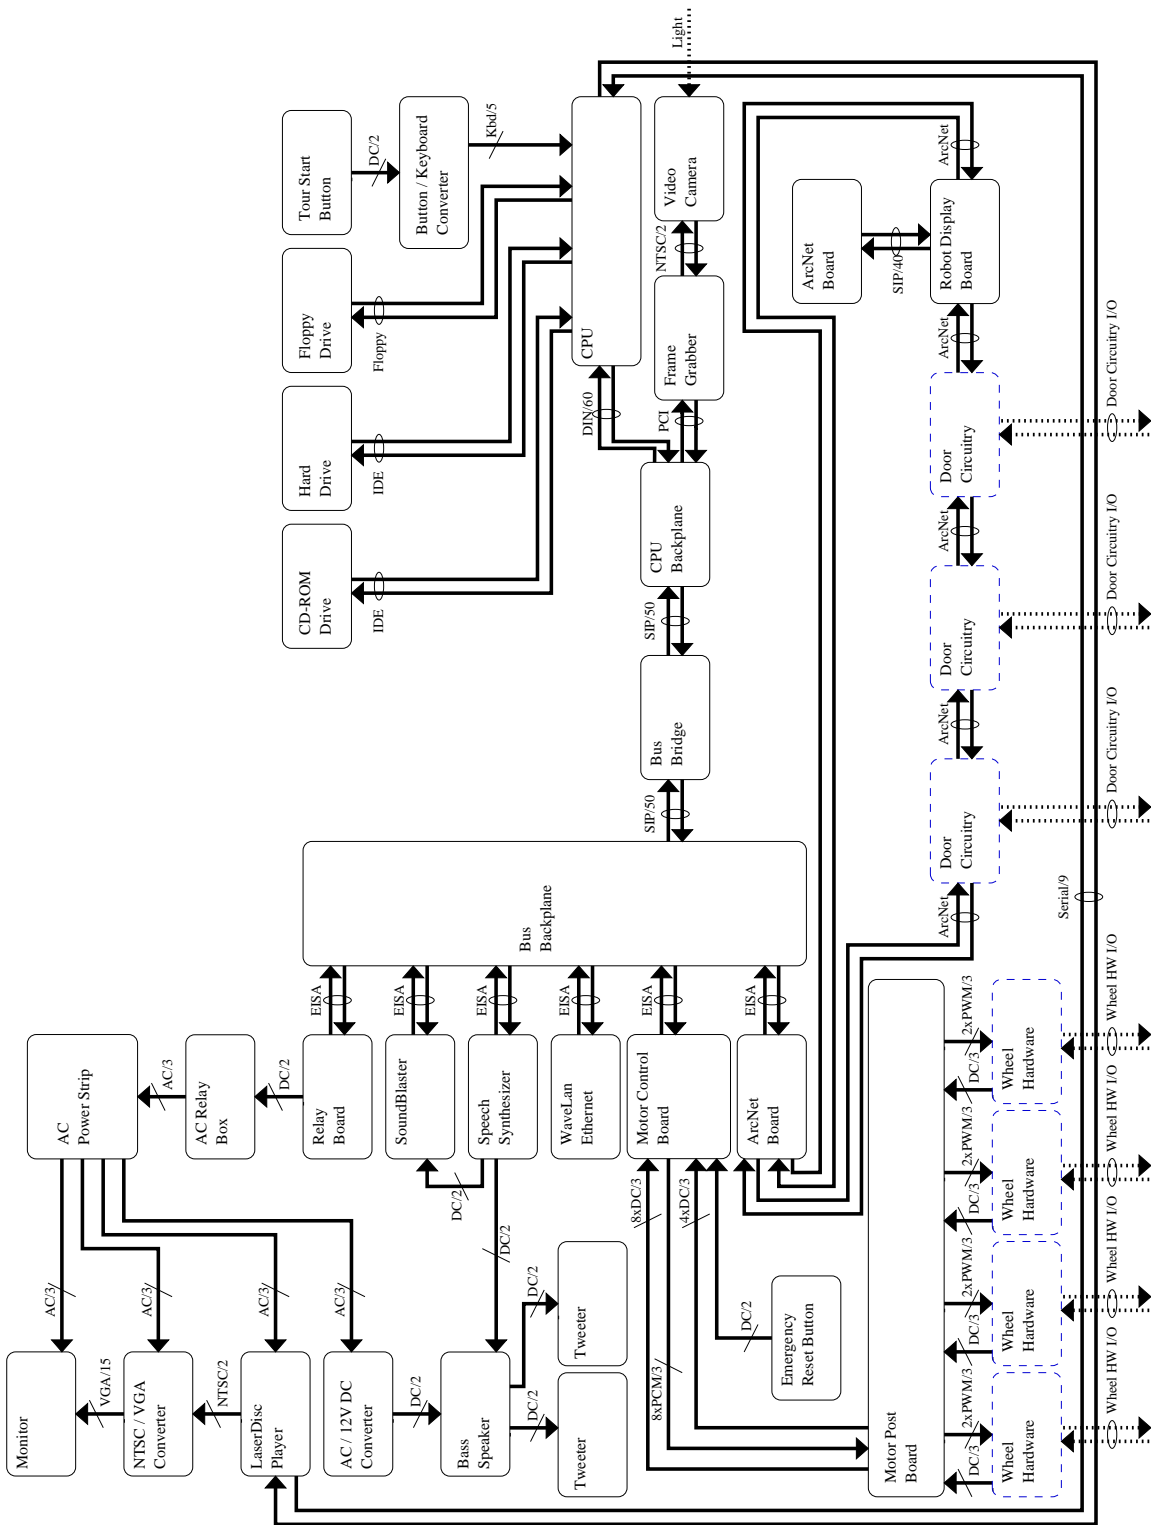 Light
Tour Start
Button
DC/2
Button / Keyboard
Converter
Kbd/5
Floppy
Drive
Floppy
Hard
Drive
IDE
CD-ROM
Drive
IDE
CPU
DIN/60
Video
Camera
NTSC/2
Frame
Grabber
PCI
CPU
Backplane
SIP/50
Bus
Bridge
SIP/50
Bus
Backplane
ArcNet
Board
SIP/40
Robot Display
Board
ArcNet
ArcNet
Door
Circuitry
Door Circuitry I/O
ArcNet
Door
Circuitry
Door Circuitry I/O
ArcNet
Door
Circuitry
Door Circuitry I/O
ArcNet
Serial/9
EISA
EISA
EISA
EISA
EISA
EISA
AC
Power Strip
AC/3
AC Relay
Box
DC/2
Relay
Board
SoundBlaster
Speech
Synthesizer
WaveLan
Ethernet
Motor Control
Board
ArcNet
Board
DC/2
DC/2
8xDC/3
4xDC/3
8xPCM/3
DC/2
Emergency
Reset Button
AC/3
AC/3
AC/3
AC/3
Monitor
VGA/15
NTSC / VGA
Converter
NTSC/2
LaserDisc
Player
AC / 12V DC
Converter
DC/2
Bass
Speaker
DC/2
DC/2
Tweeter
Tweeter
Motor Post
Board
2xPWM/3
DC/3
Wheel
Hardware
Wheel HW I/O
2xPWM/3
DC/3
Wheel
Hardware
Wheel HW I/O
2xPWM/3
DC/3
Wheel
Hardware
Wheel HW I/O
2xPWM/3
DC/3
Wheel
Hardware
Wheel HW I/O